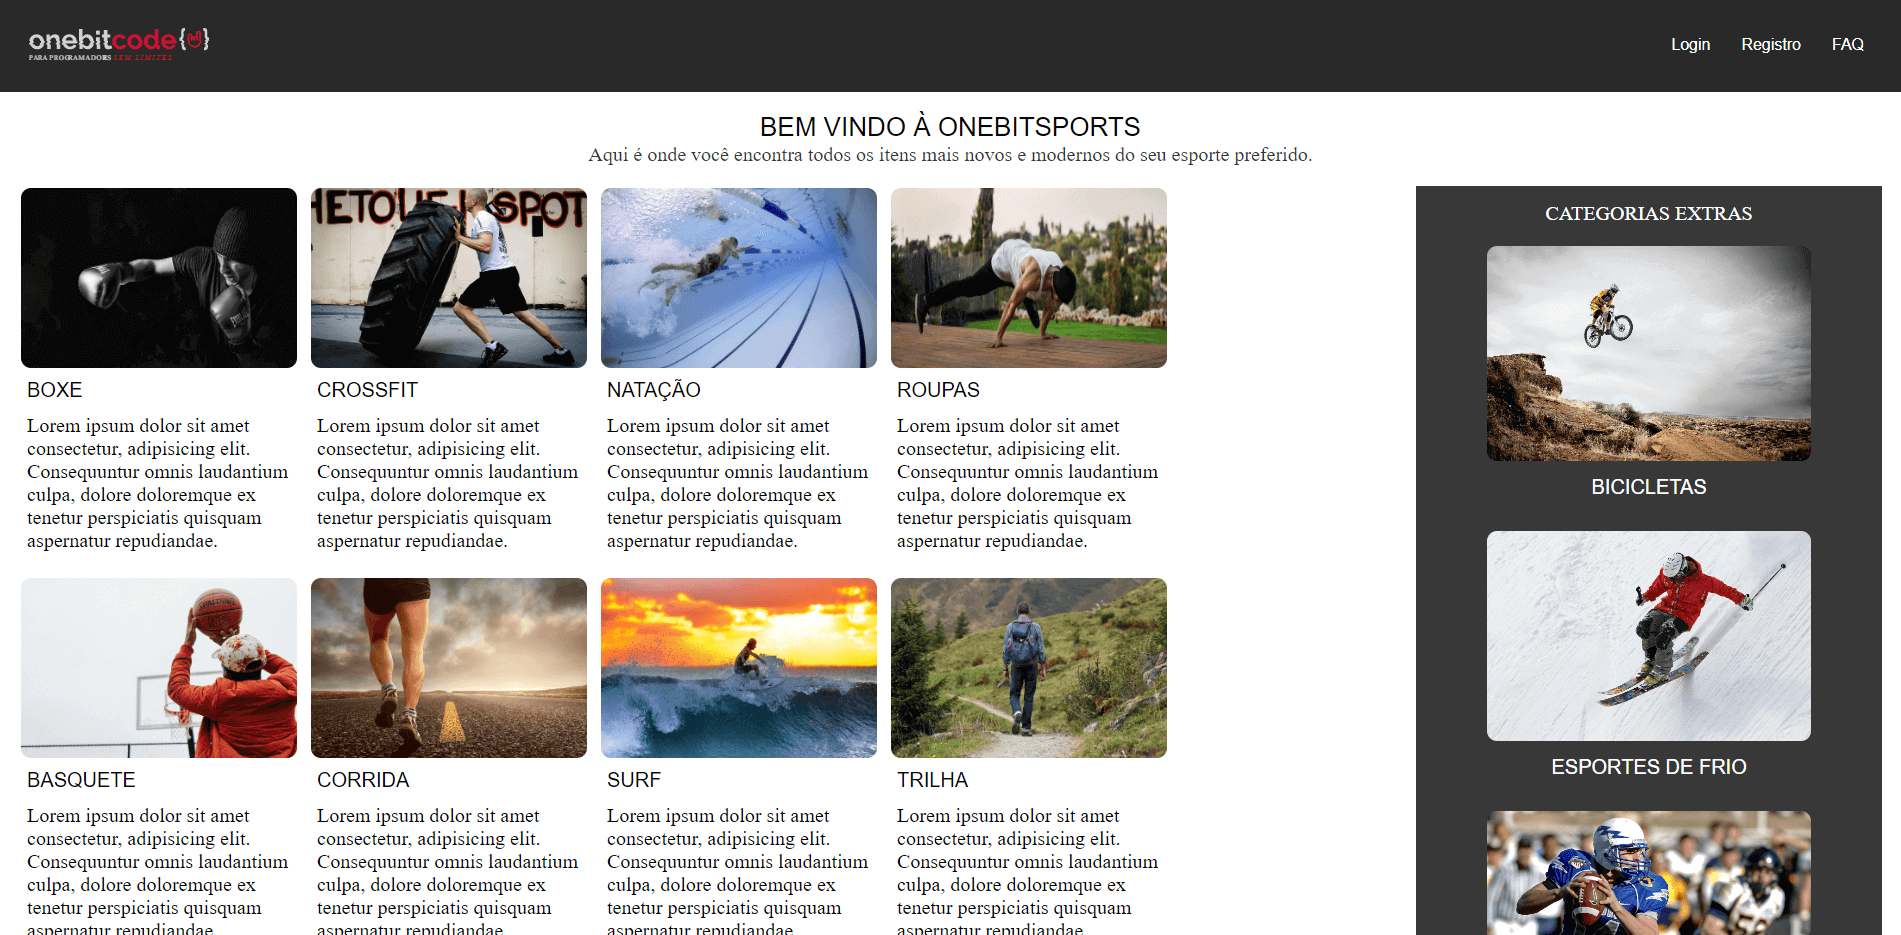 onebitcode{}
PARA PROGRAMADORES SEM LIMITES
Login Registro FAQ
BEM VINDO À ONEBITSPORTS
Aqui é onde você encontra todos os itens mais novos e modernos do seu esporte preferido.
HETOUF SPOT
BOXE
Lorem ipsum dolor sit amet
consectetur, adipisicing elit.
Consequuntur omnis laudantium
culpa, dolore doloremque ex
tenetur perspiciatis quisquam
aspernatur repudiandae.
CROSSFIT
Lorem ipsum dolor sit amet
consectetur, adipisicing elit.
Consequuntur omnis laudantium
culpa, dolore doloremque ex
tenetur perspiciatis quisquam
aspernatur repudiandae.
NATAÇÃO
Lorem ipsum dolor sit amet
consectetur, adipisicing elit.
Consequuntur omnis laudantium
culpa, dolore doloremque ex
tenetur perspiciatis quisquam
aspernatur repudiandae.
ROUPAS
Lorem ipsum dolor sit amet
consectetur, adipisicing elit.
Consequuntur omnis laudantium
culpa, dolore doloremque ex
tenetur perspiciatis quisquam
aspernatur repudiandae.
SPALDING
BASQUETE
Lorem ipsum dolor sit amet
consectetur, adipisicing elit.
Consequuntur omnis laudantium
culpa, dolore doloremque ex
tenetur perspiciatis quisquam
aspernatur repudiandae
CORRIDA
Lorem ipsum dolor sit amet
consectetur, adipisicing elit.
Consequuntur omnis laudantium
culpa, dolore doloremque ex
tenetur perspiciatis quisquam
aspernatur repudiandae
SURF
Lorem ipsum dolor sit amet
consectetur, adipisicing elit.
Consequuntur omnis laudantium
culpa, dolore doloremque ex
tenetur perspiciatis quisquam
aspernatur repudiandae
TRILHA
Lorem ipsum dolor sit amet
consectetur, adipisicing elit.
Consequuntur omnis laudantium
culpa, dolore doloremque ex
tenetur perspiciatis quisquam
aspernatur repudiandae
CATEGORIAS EXTRAS
BICICLETAS
ESPORTES DE FRIO